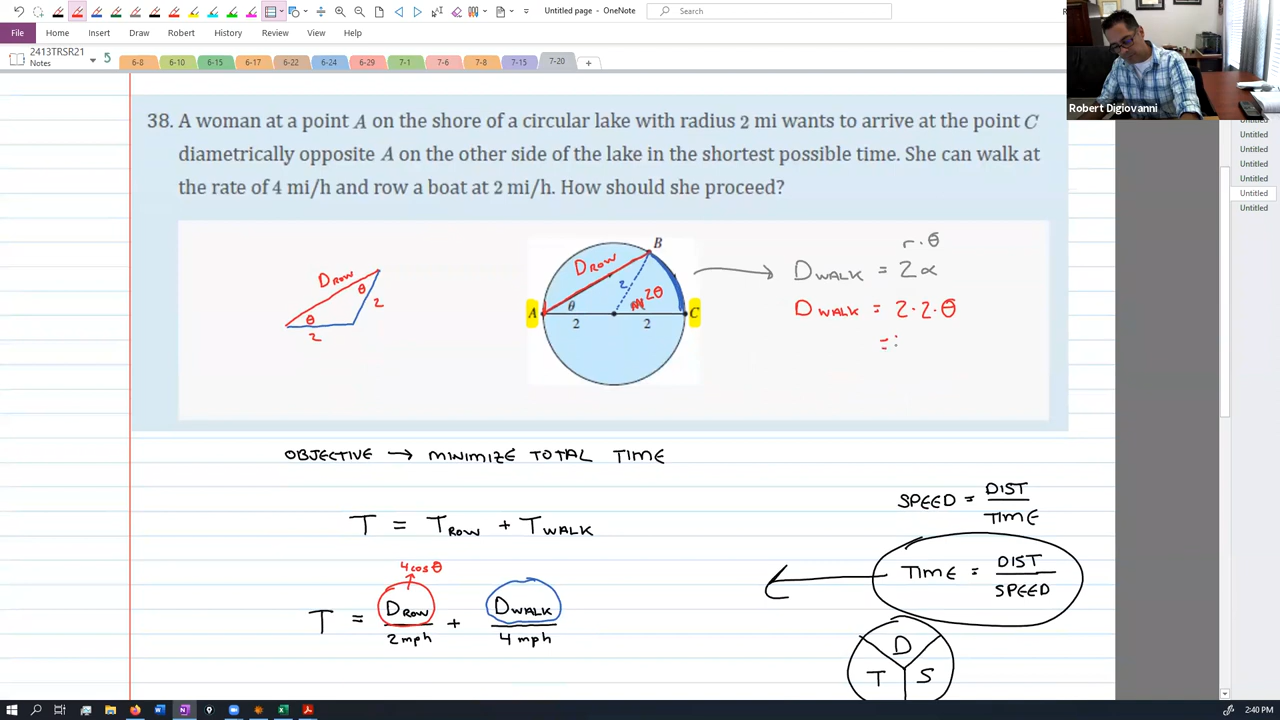 Untitled page - OneNote
Search
File
Home
Insert
Draw
Robert
History
Review
View
Help
2413TRSR21
Notes
6-8
6-10
6-15
6-17
6-22
6-24
6-29
7-1
7-6
7-8
7-15
7-20
Robert Digiovanni
Untitled
Untitled
Untitled
Untitled
Untitled
Untitled
Untitled
38. A woman at a point A on the shore of a circular lake with radius 2 mi wants to arrive at the point C
diametrically opposite A on the other side of the lake in the shortest possible time. She can walk at
the rate of 4 mi/h and row a boat at 2 mi/h. How should she proceed?
DROW
θ
θ
2
2
B
DROW
2
2θ
A
θ
C
2
2
r·θ
DWALK = 2α
DWALK = 2·2·θ
=
OBJECTIVE → MINIMIZE TOTAL TIME
T = TROW + TWALK
4cosθ
T = DROW/2mph + DWALK/4mph
SPEED = DIST/TIME
TIME = DIST/SPEED
D
T
S
2:40 PM